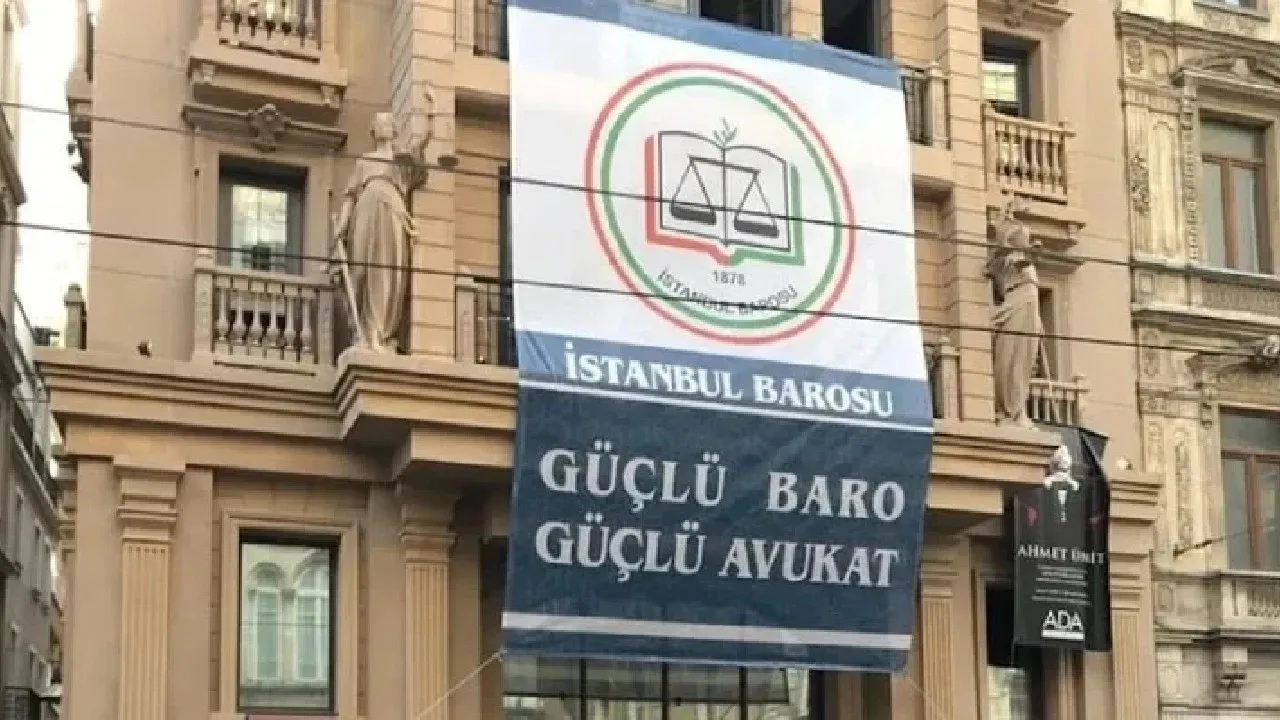 1878
İSTANBUL BAROSU
İSTANBUL BAROSU
GÜÇLÜ BARO
GÜÇLÜ AVUKAT
AHMET ÜMİT
ADA